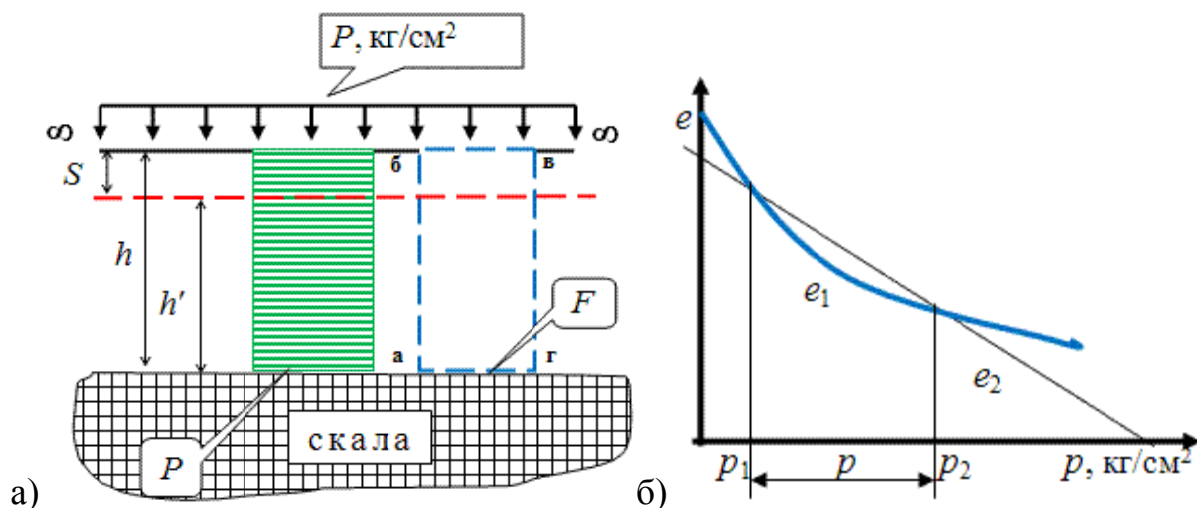 P, кг/см²
∞
∞
S
б
в
h
h'
F
а
г
скала
P
а)
e
e₁
e₂
p₁
p
p₂
p, кг/см²
б)